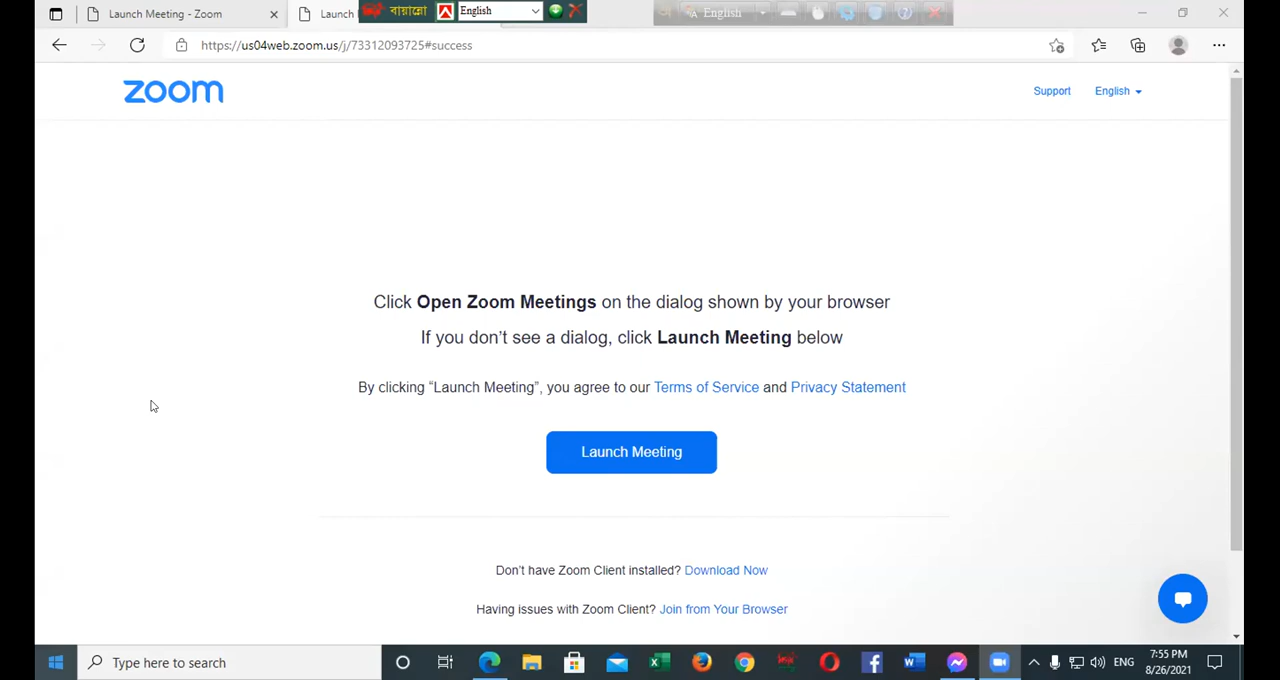 Launch Meeting - Zoom
Launch
বায়ান্নো
English
English
https://us04web.zoom.us/j/73312093725#success
zoom
Support
English
Click Open Zoom Meetings on the dialog shown by your browser
If you don’t see a dialog, click Launch Meeting below
By clicking “Launch Meeting”, you agree to our Terms of Service and Privacy Statement
Launch Meeting
Don’t have Zoom Client installed? Download Now
Having issues with Zoom Client? Join from Your Browser
Type here to search
ENG
7:55 PM
8/26/2021